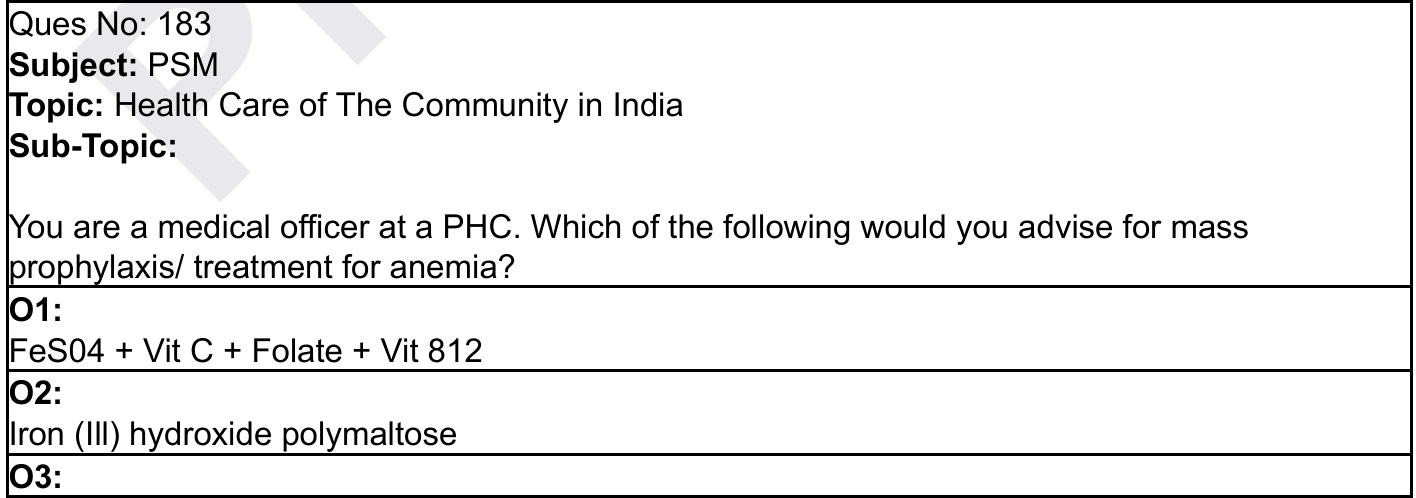 Ques No: 183
Subject: PSM
Topic: Health Care of The Community in India
Sub-Topic:
You are a medical officer at a PHC. Which of the following would you advise for mass
prophylaxis/ treatment for anemia?
O1:
FeS04 + Vit C + Folate + Vit 812
O2:
Iron (III) hydroxide polymaltose
O3: